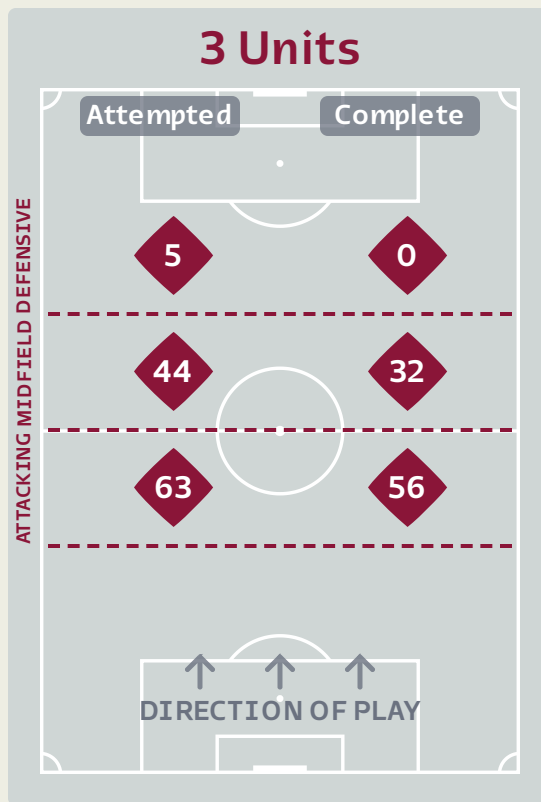 3 Units
Attempted Complete
ATTACKING MIDFIELD DEFENSIVE
5 0
44 32
63 56
DIRECTION OF PLAY